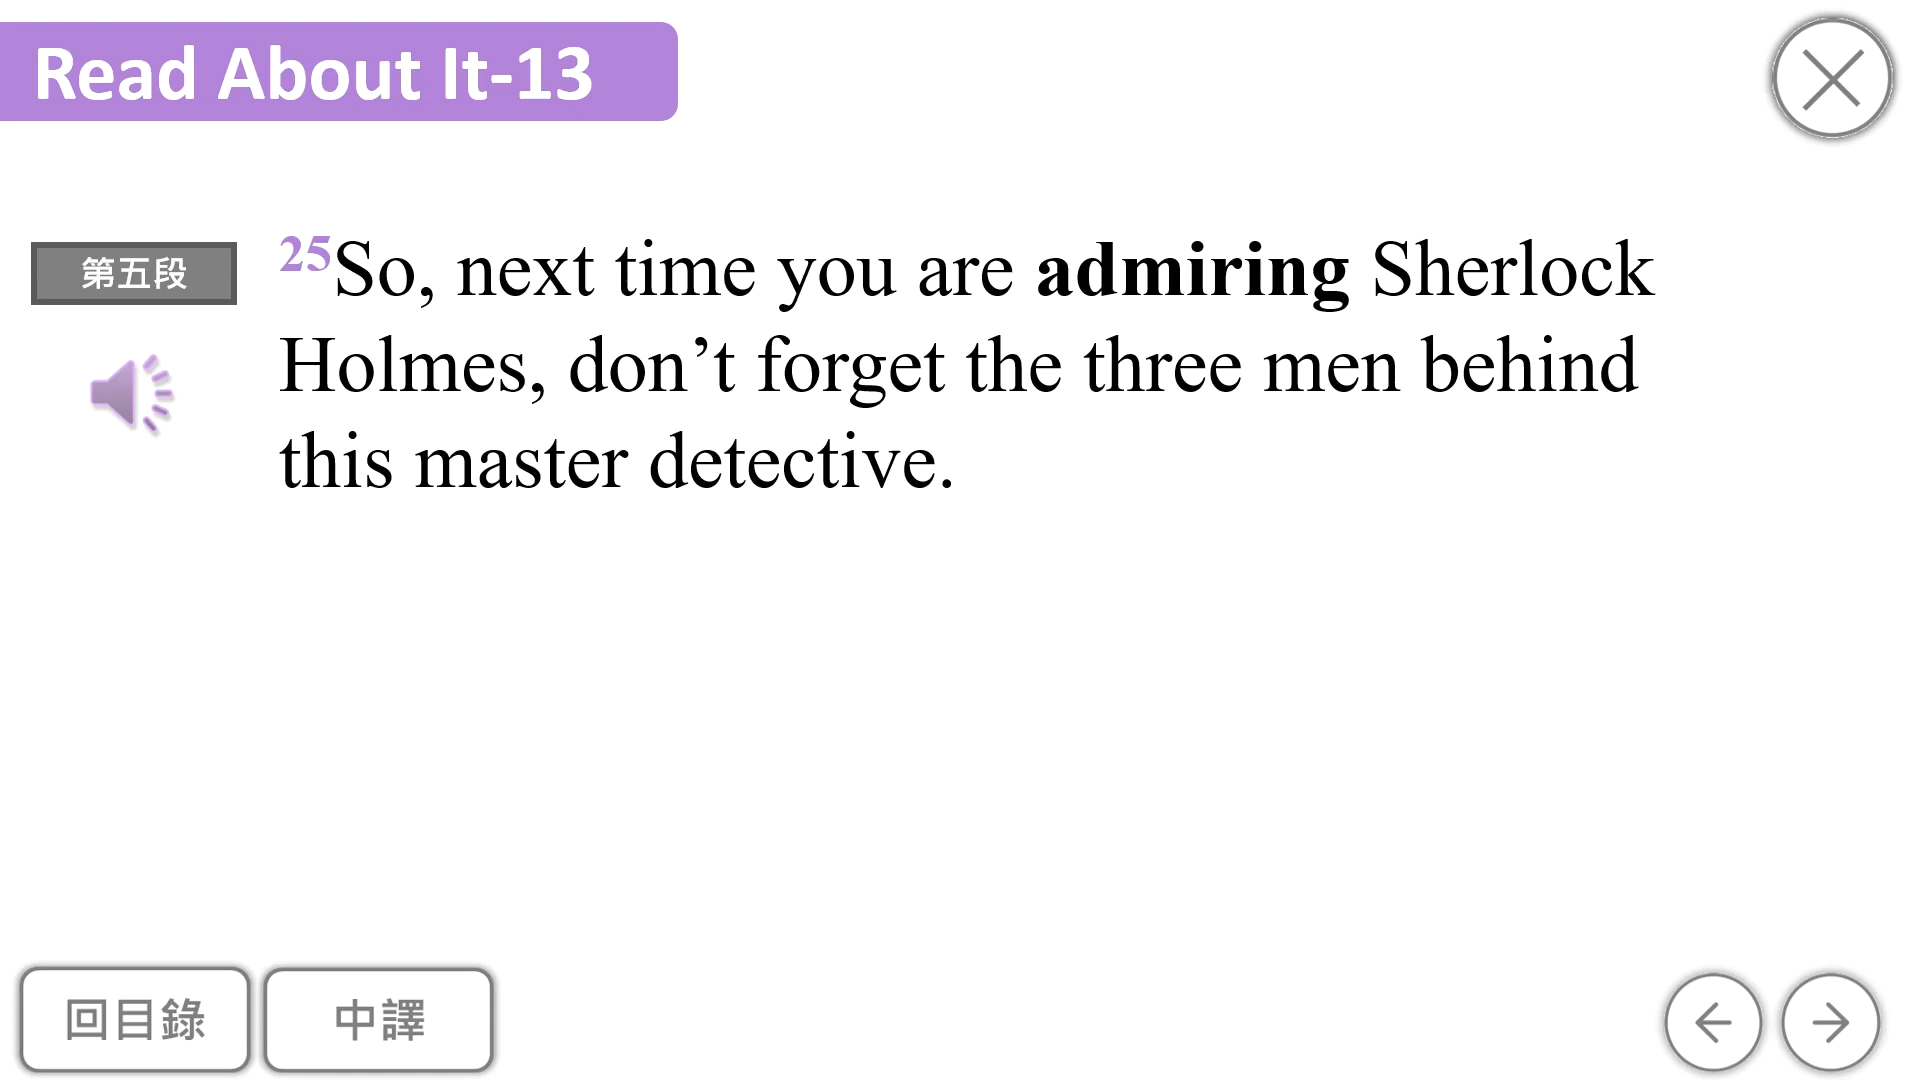 Read About It-13
第五段
25So, next time you are admiring Sherlock
Holmes, don’t forget the three men behind
this master detective.
回目錄
中譯